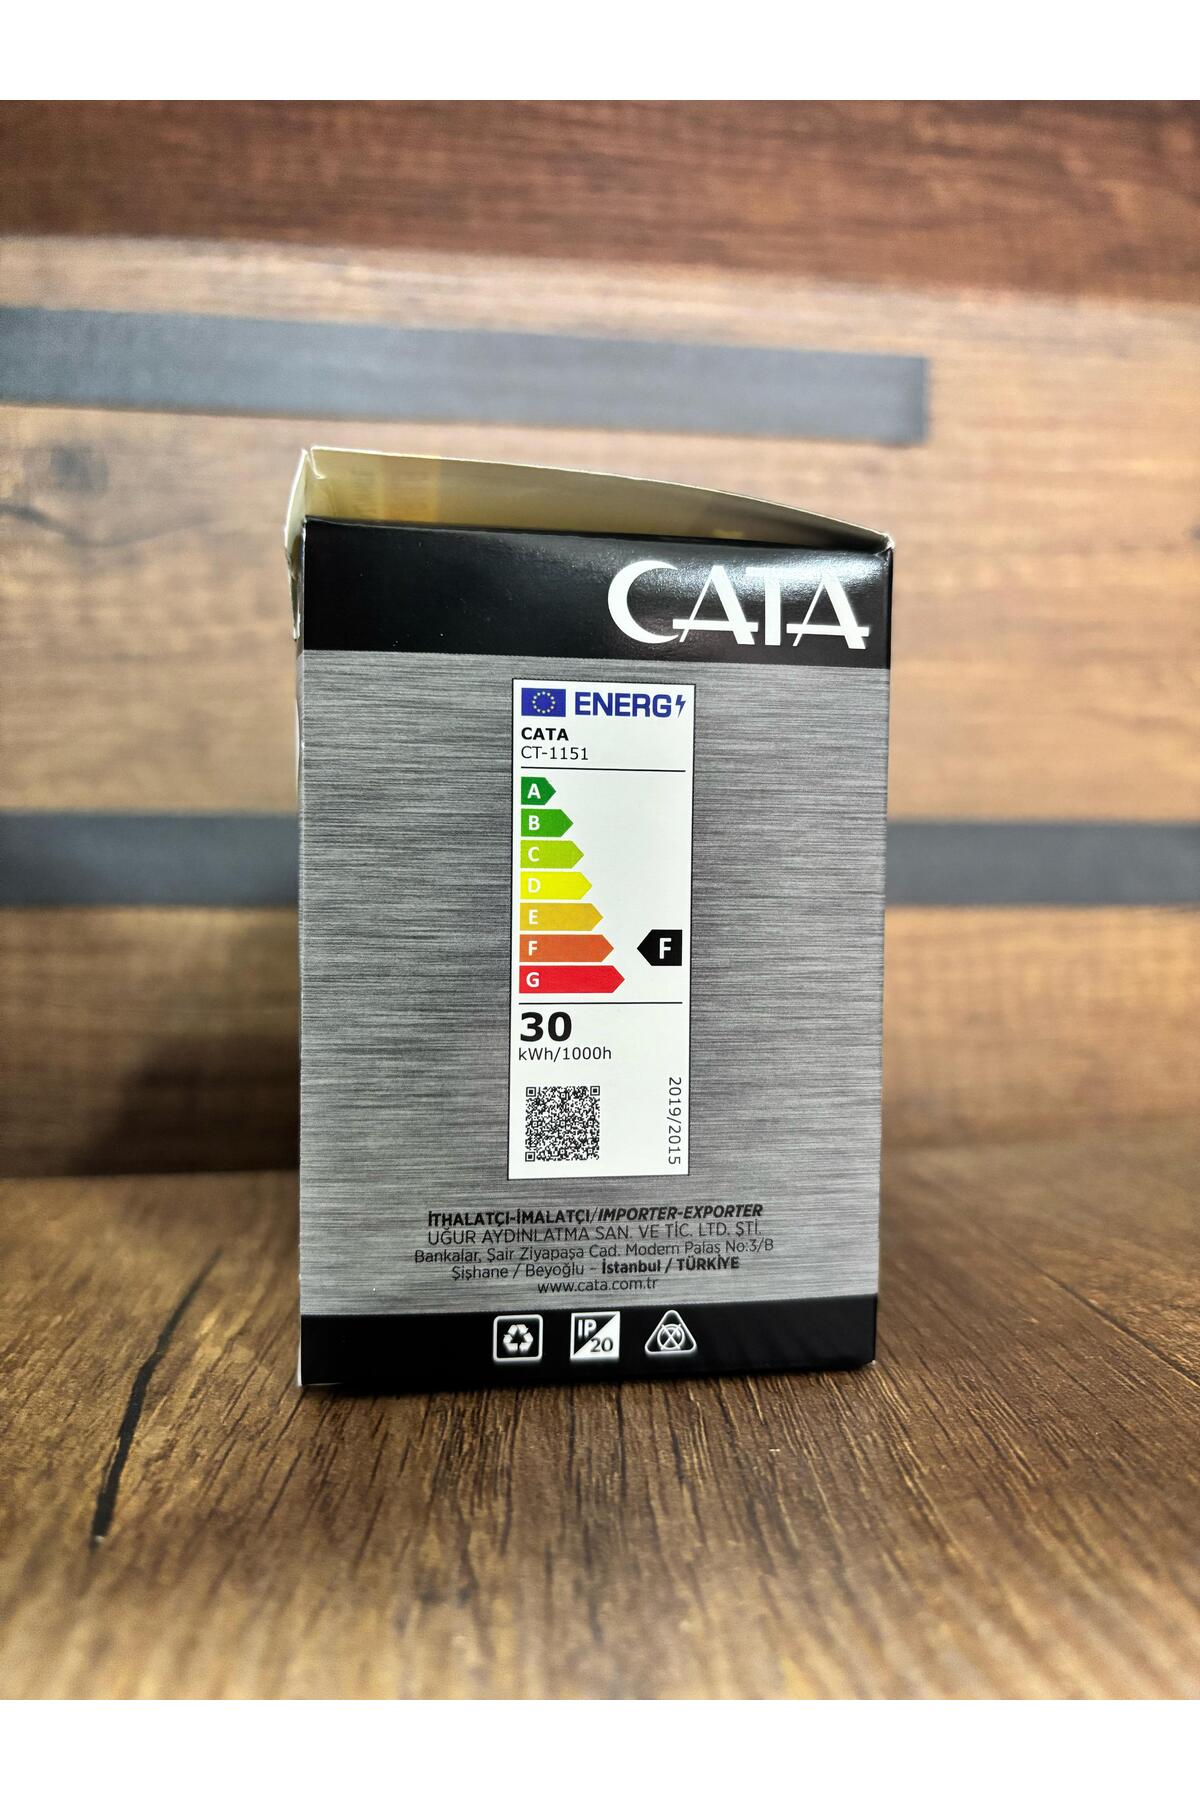 CATA
ENERG
CATA
CT-1151
A
B
C
D
E
F
F
G
30
kWh/1000h
2019/2015
İTHALATÇI-İMALATÇI/IMPORTER-EXPORTER
UĞUR AYDINLATMA SAN. VE TİC. LTD. ŞTİ.
Bankalar, Şair Ziyapaşa Cad. Modern Palas No:3/B
Şişhane / Beyoğlu - İstanbul / TÜRKİYE
www.cata.com.tr
IP
20